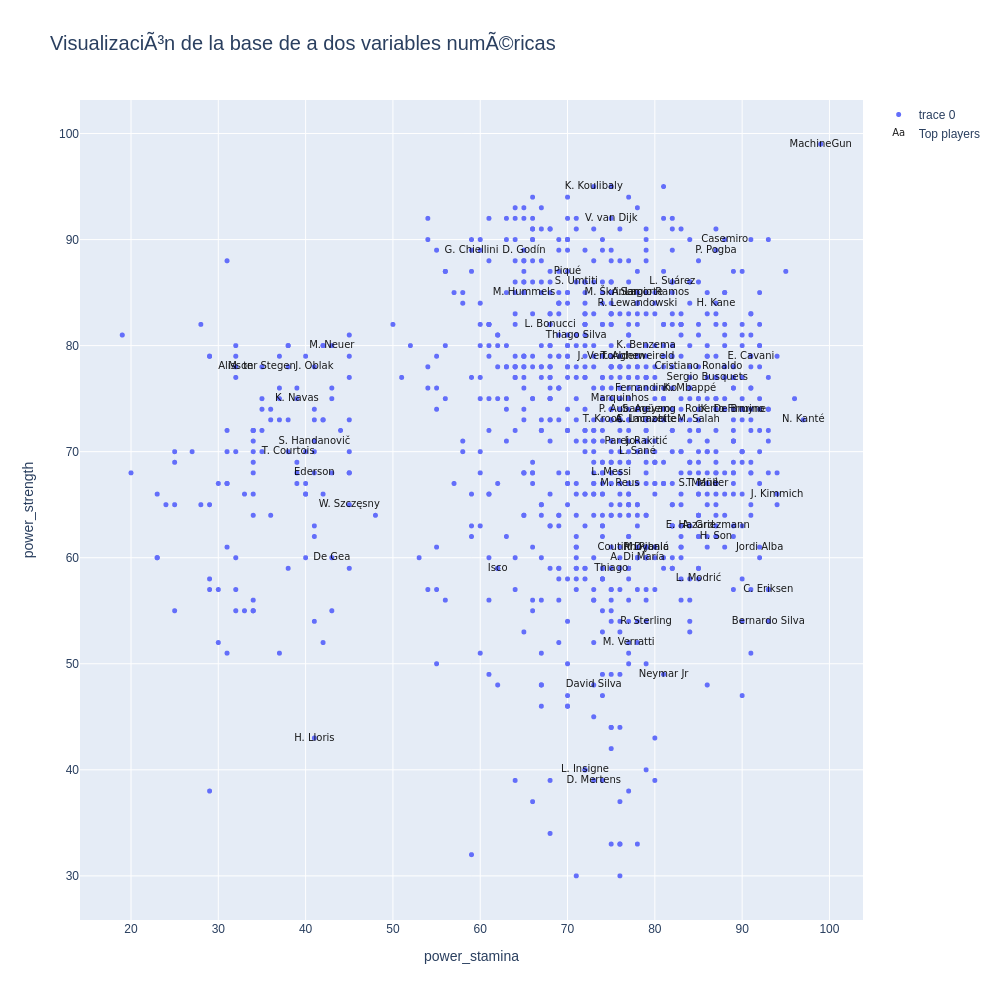 VisualizaciÃ³n de la base de a dos variables numÃ©ricas
trace 0
Aa Top players
100
MachineGun
K. Koulibaly
V. van Dijk
90
Casemiro
G. Chiellini D. Godín
P. Pogba
Piqué
S. Umtiti
L. Suárez
M. Hummels
R. Lewandowski
H. Kane
L. Bonucci
Thiago Silva
80
M. Neuer
K. Benzema
E. Cavani
J. Oblak
Cristiano Ronaldo
Sergio Busquets
K. Navas
Marquinhos
N. Kanté
M. Salah
S. Handanovič
T. Courtois
70
L. Sané
Ederson
L. Messi
M. Reus
J. Kimmich
W. Szczęsny
A. Griezmann
H. Son
60
De Gea
Jordi Alba
A. Di María
Isco
Thiago
L. Modrić
C. Eriksen
R. Sterling
Bernardo Silva
M. Verratti
50
Neymar Jr
David Silva
H. Lloris
40
L. Insigne
D. Mertens
30
20 30 40 50 60 70 80 90 100
power_stamina
power_strength